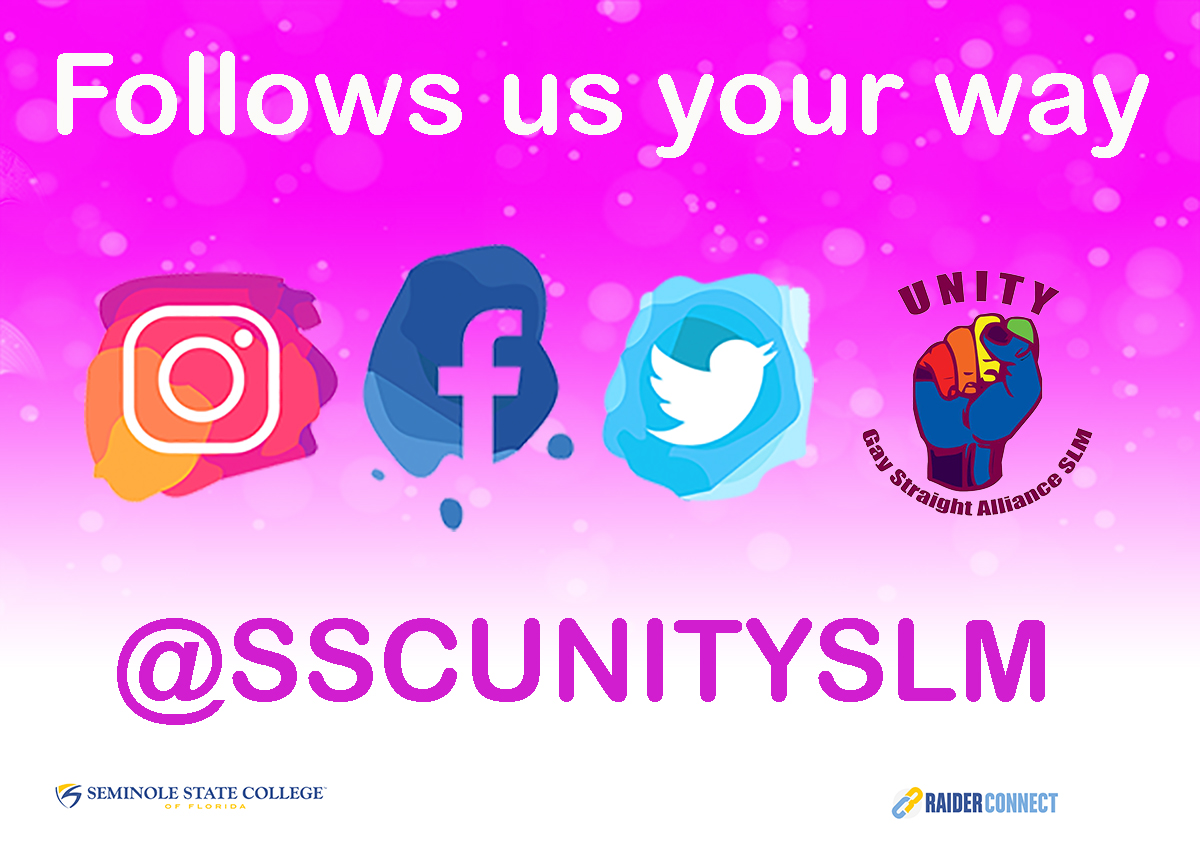 Follows us your way
UNITY
Gay Straight Alliance SLM
@SSCUNITYSLM
SEMINOLE STATE COLLEGE
OF FLORIDA
RAIDER CONNECT